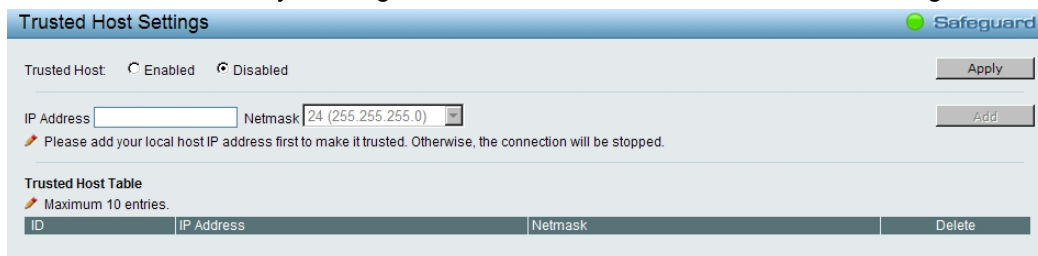 Trusted Host Settings Safeguard
Trusted Host: Enabled Disabled Apply
IP Address Netmask 24 (255.255.255.0) Add
Please add your local host IP address first to make it trusted. Otherwise, the connection will be stopped.
Trusted Host Table
Maximum 10 entries.
ID IP Address Netmask Delete